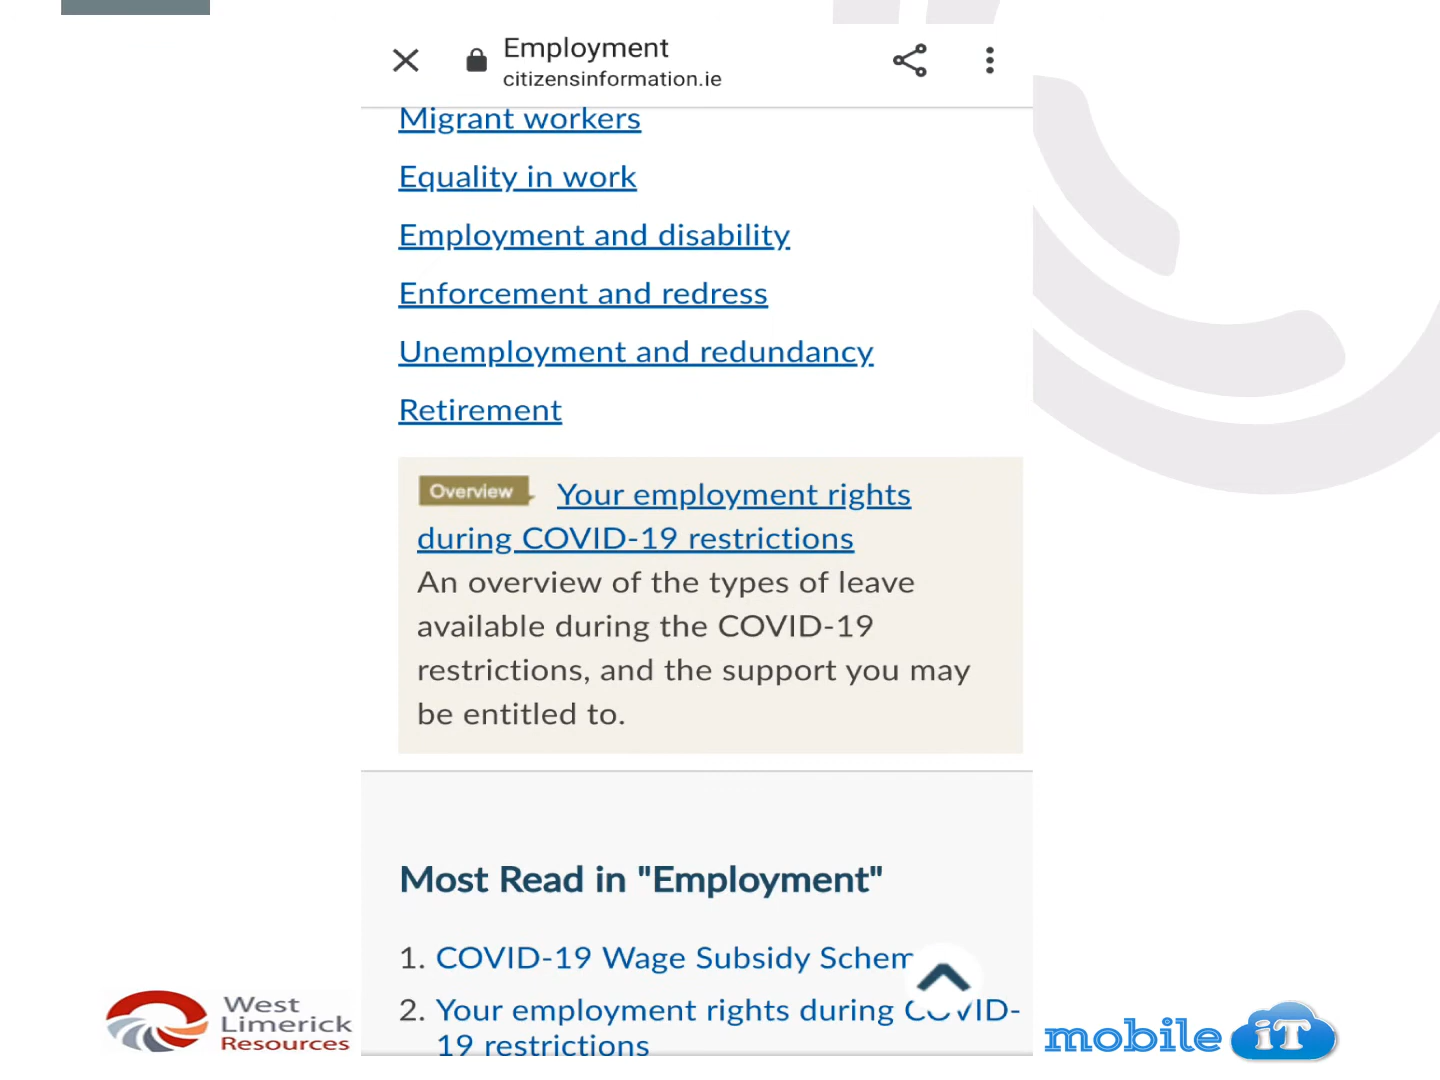 Employment
citizensinformation.ie
Migrant workers
Equality in work
Employment and disability
Enforcement and redress
Unemployment and redundancy
Retirement
Overview Your employment rights
during COVID-19 restrictions
An overview of the types of leave
available during the COVID-19
restrictions, and the support you may
be entitled to.
Most Read in "Employment"
1. COVID-19 Wage Subsidy
2. Your employment rights during COVID-
19 restrictions
West
Limerick
Resources
mobile iT